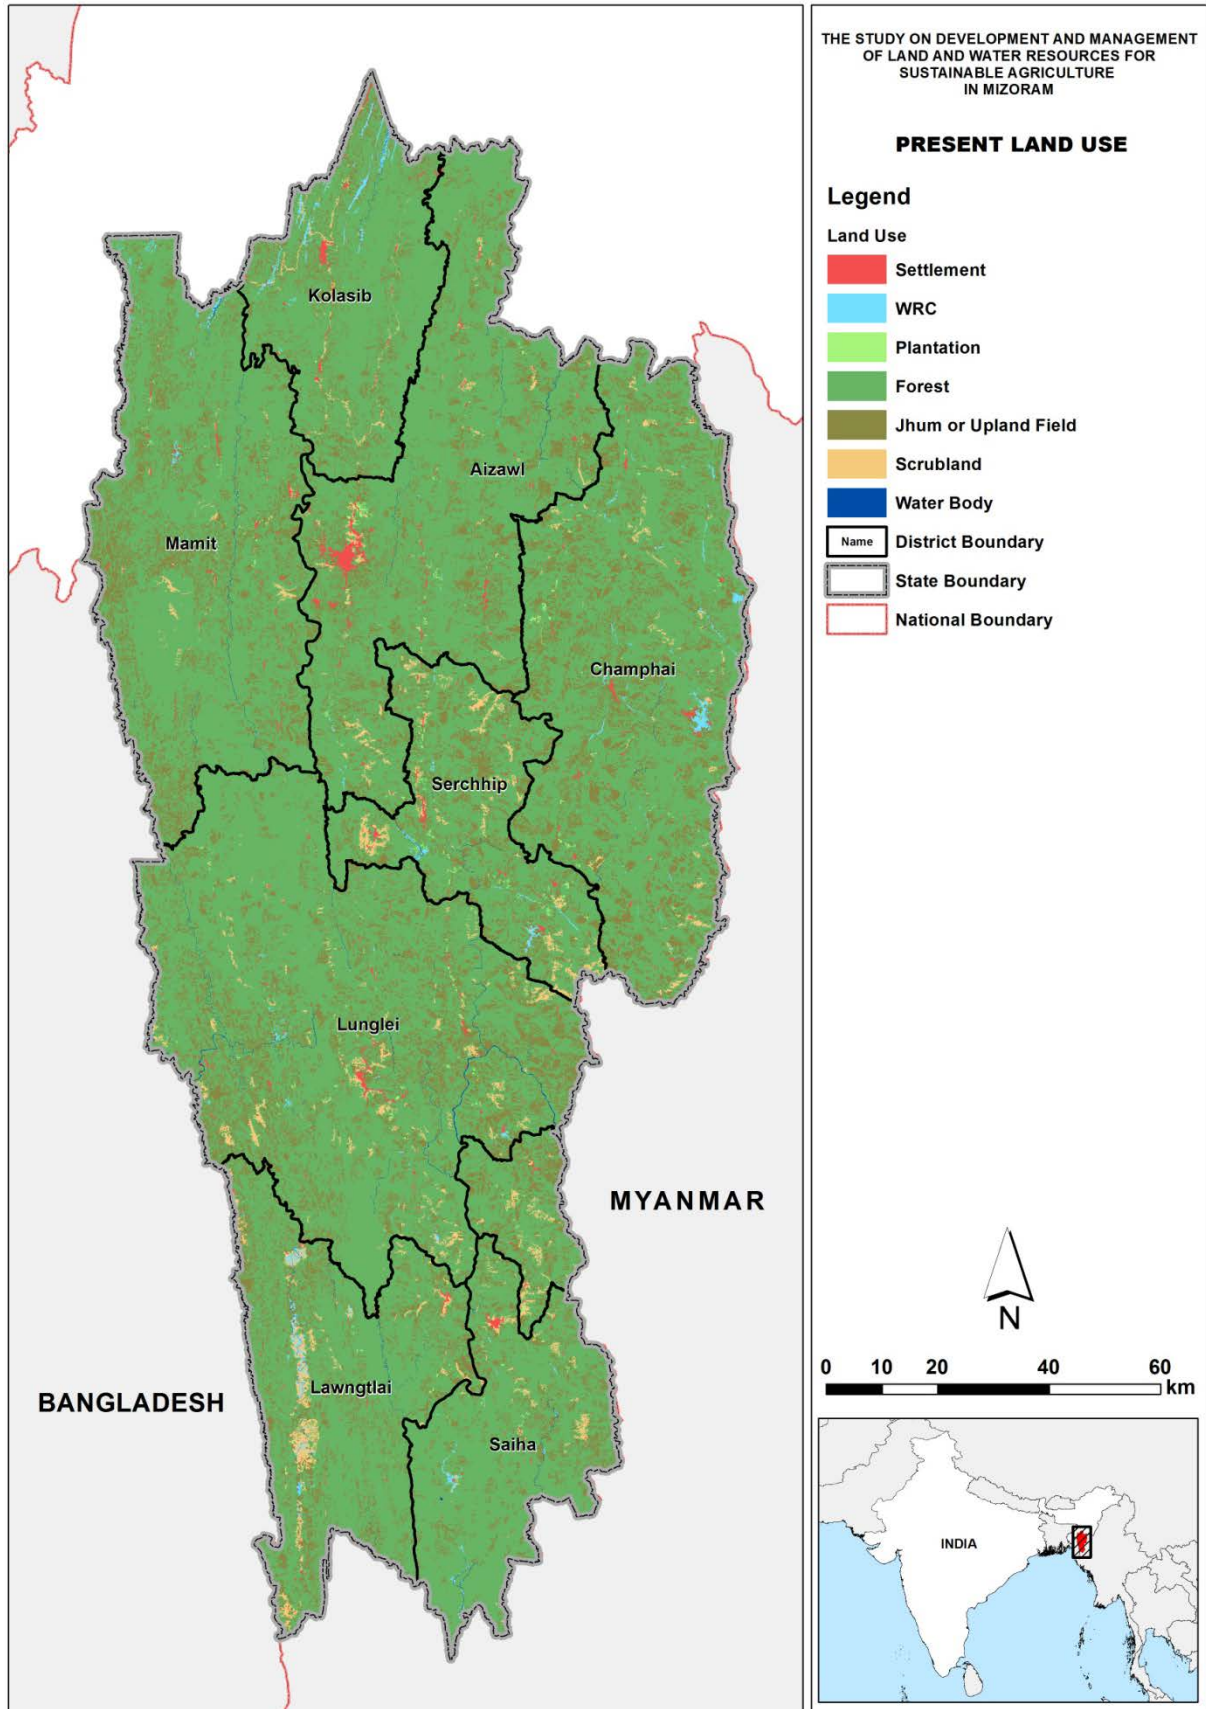 THE STUDY ON DEVELOPMENT AND MANAGEMENT
OF LAND AND WATER RESOURCES FOR
SUSTAINABLE AGRICULTURE
IN MIZORAM
PRESENT LAND USE
Legend
Land Use
Settlement
WRC
Plantation
Forest
Jhum or Upland Field
Scrubland
Water Body
Name District Boundary
State Boundary
National Boundary
Kolasib
Aizawl
Mamit
Champhai
Serchhip
Lunglei
MYANMAR
BANGLADESH
Lawngtlai
Saiha
N
0 10 20 40 60
km
INDIA